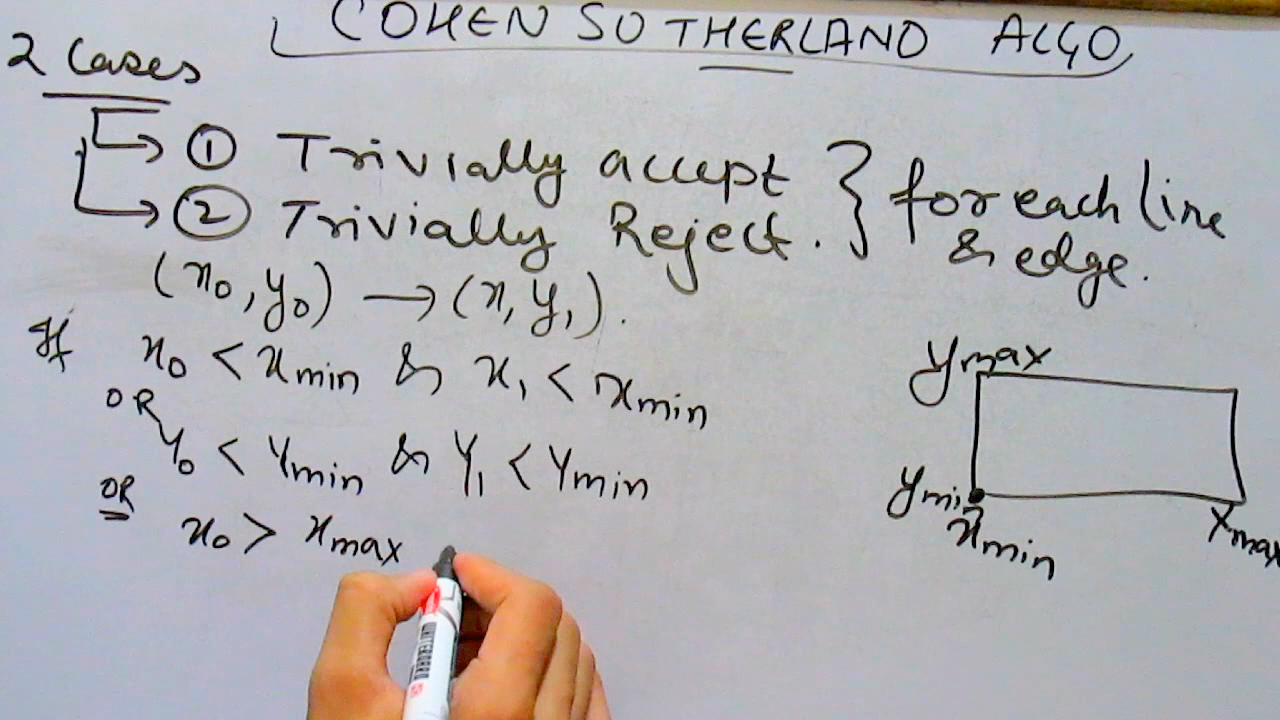 COHEN SUTHERLAND ALGO
2 Cases
① Trivially accept } for each line
② Trivially Reject. & edge.
(x₀, y₀) → (x, y₁).
If x₀ < xmin & x₁ < xmin
OR
y₀ < ymin & y₁ < ymin
OR
x₀ > xmax
ymax
ymin
xmin
xmax